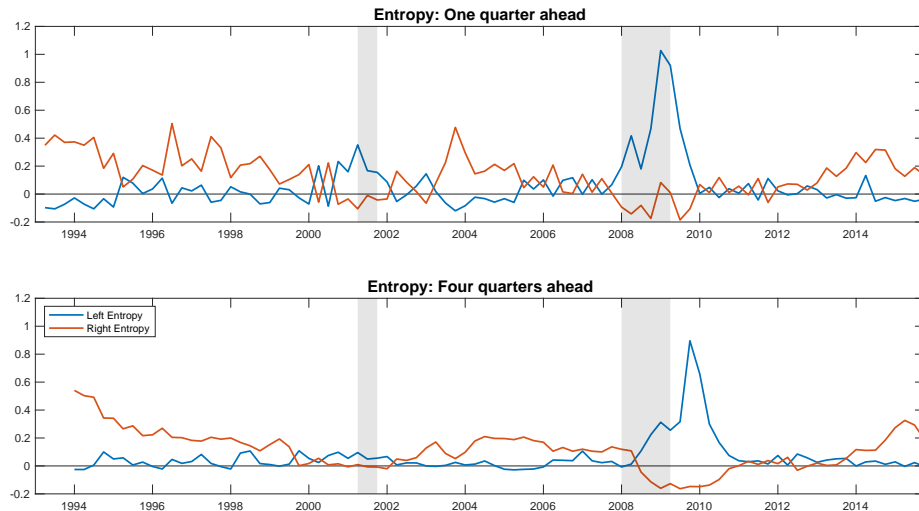 Entropy: One quarter ahead
1.2
1
0.8
0.6
0.4
0.2
0
-0.2
1994 1996 1998 2000 2002 2004 2006 2008 2010 2012 2014
Entropy: Four quarters ahead
1.2
Left Entropy
Right Entropy
1
0.8
0.6
0.4
0.2
0
-0.2
1994 1996 1998 2000 2002 2004 2006 2008 2010 2012 2014